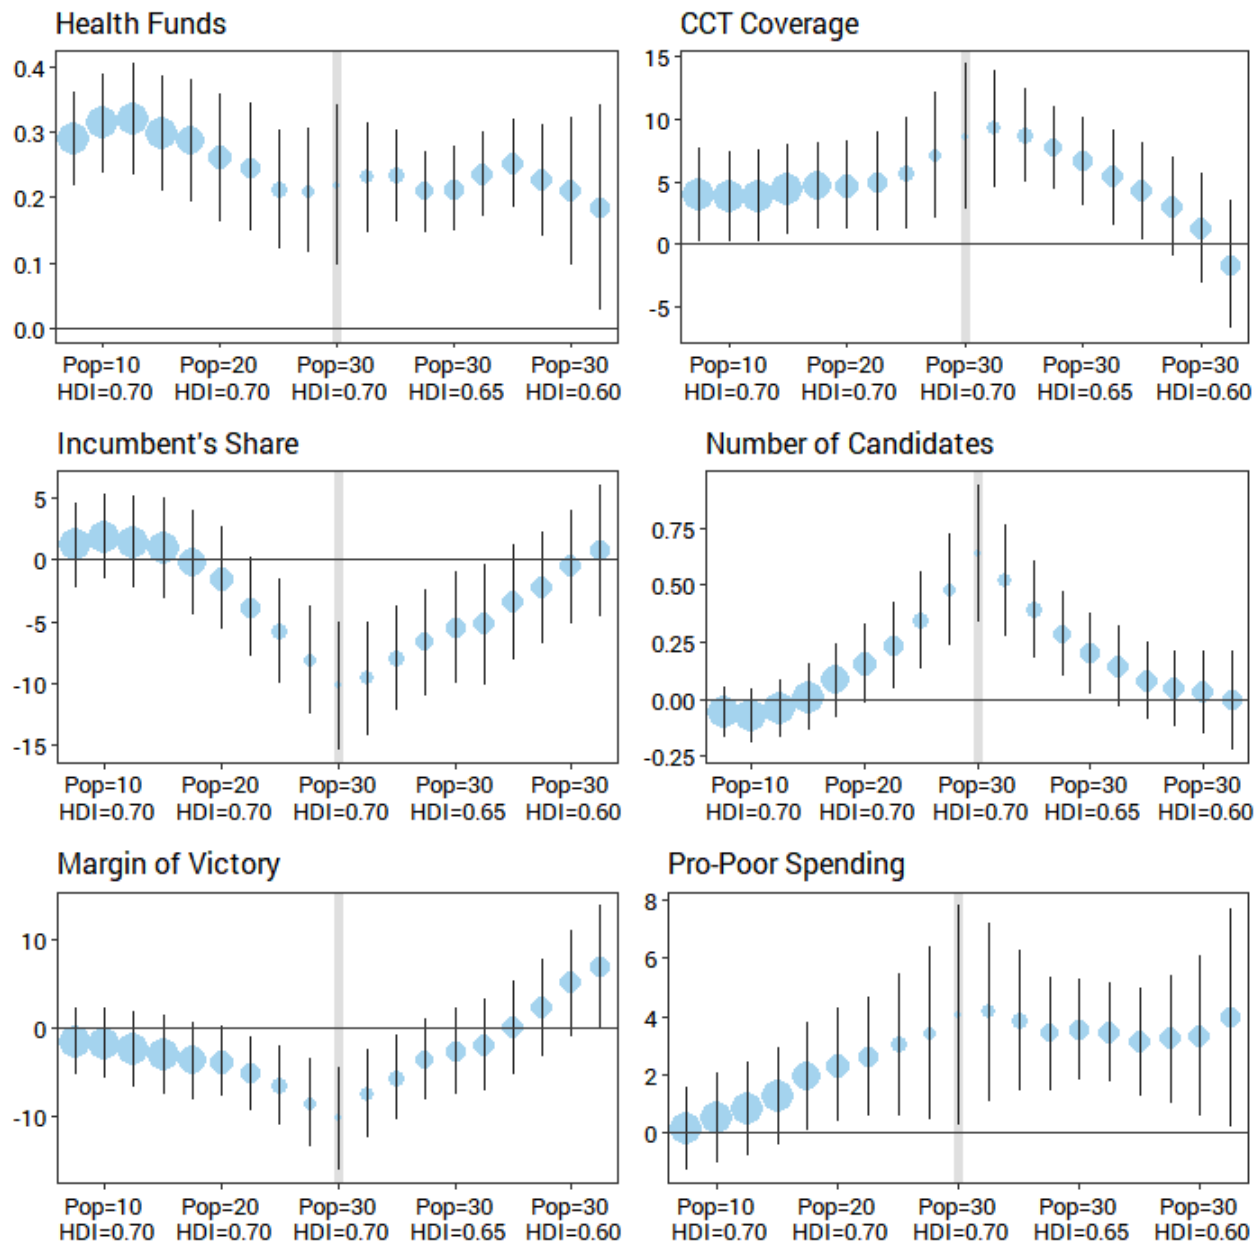 Health Funds
0.4
0.3
0.2
0.1
0.0
Pop=10 Pop=20 Pop=30 Pop=30 Pop=30
HDI=0.70 HDI=0.70 HDI=0.70 HDI=0.65 HDI=0.60
CCT Coverage
15
10
5
0
-5
Pop=10 Pop=20 Pop=30 Pop=30 Pop=30
HDI=0.70 HDI=0.70 HDI=0.70 HDI=0.65 HDI=0.60
Incumbent's Share
5
0
-5
-10
-15
Pop=10 Pop=20 Pop=30 Pop=30 Pop=30
HDI=0.70 HDI=0.70 HDI=0.70 HDI=0.65 HDI=0.60
Number of Candidates
0.75
0.50
0.25
0.00
-0.25
Pop=10 Pop=20 Pop=30 Pop=30 Pop=30
HDI=0.70 HDI=0.70 HDI=0.70 HDI=0.65 HDI=0.60
Margin of Victory
10
0
-10
Pop=10 Pop=20 Pop=30 Pop=30 Pop=30
HDI=0.70 HDI=0.70 HDI=0.70 HDI=0.65 HDI=0.60
Pro-Poor Spending
8
6
4
2
0
Pop=10 Pop=20 Pop=30 Pop=30 Pop=30
HDI=0.70 HDI=0.70 HDI=0.70 HDI=0.65 HDI=0.60